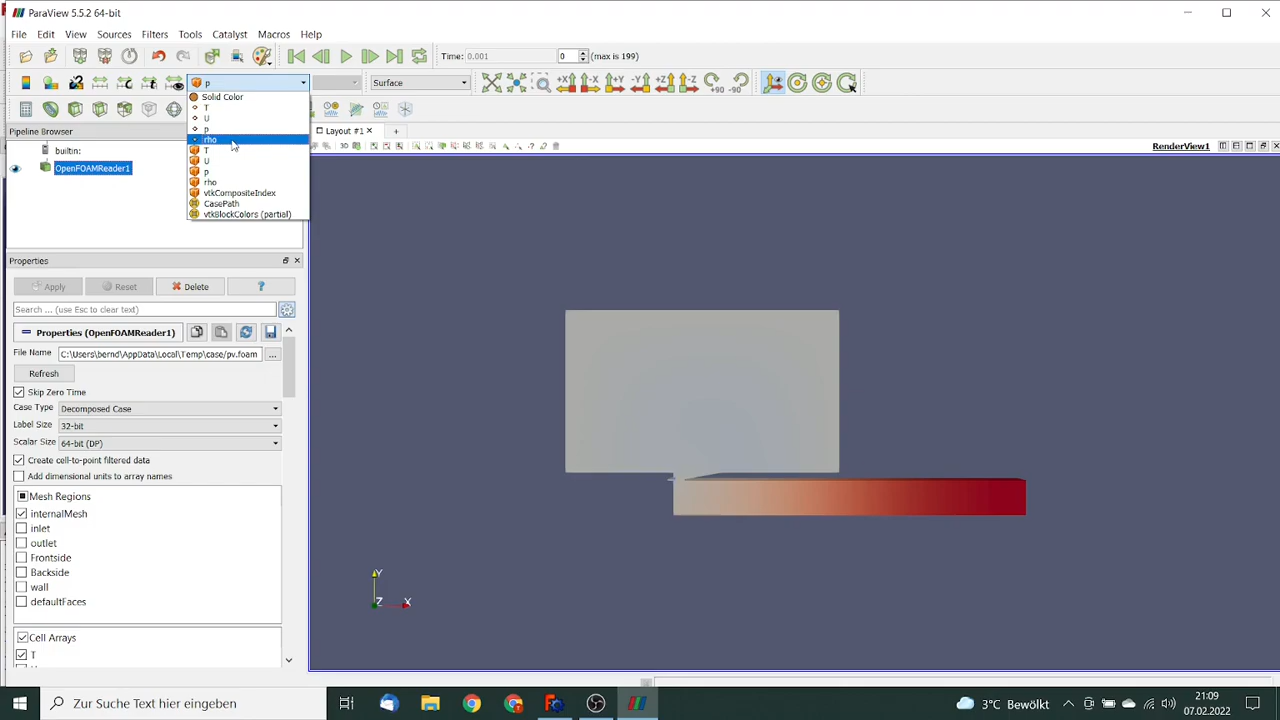 ParaView 5.5.2 64-bit
File Edit View Sources Filters Tools Catalyst Macros Help
Time: 0.001 0 (max is 199)
p Surface
+X -X +Y -Y +Z -Z +90 -90
Solid Color
T
U
p
rho
T
U
p
rho
vtkCompositeIndex
CasePath
vtkBlockColors (partial)
Pipeline Browser
builtin:
OpenFOAMReader1
Layout #1 +
3D
RenderView1
Properties
Apply Reset Delete ?
Search ... (use Esc to clear text)
Properties (OpenFOAMReader1)
File Name C:\Users\bernd\AppData\Local\Temp\case/pv.foam ...
Refresh
Skip Zero Time
Case Type Decomposed Case
Label Size 32-bit
Scalar Size 64-bit (DP)
Create cell-to-point filtered data
Add dimensional units to array names
Mesh Regions
internalMesh
inlet
outlet
Frontside
Backside
wall
defaultFaces
Cell Arrays
T
Y
Z X
Zur Suche Text hier eingeben
3°C Bewölkt
21:09
07.02.2022